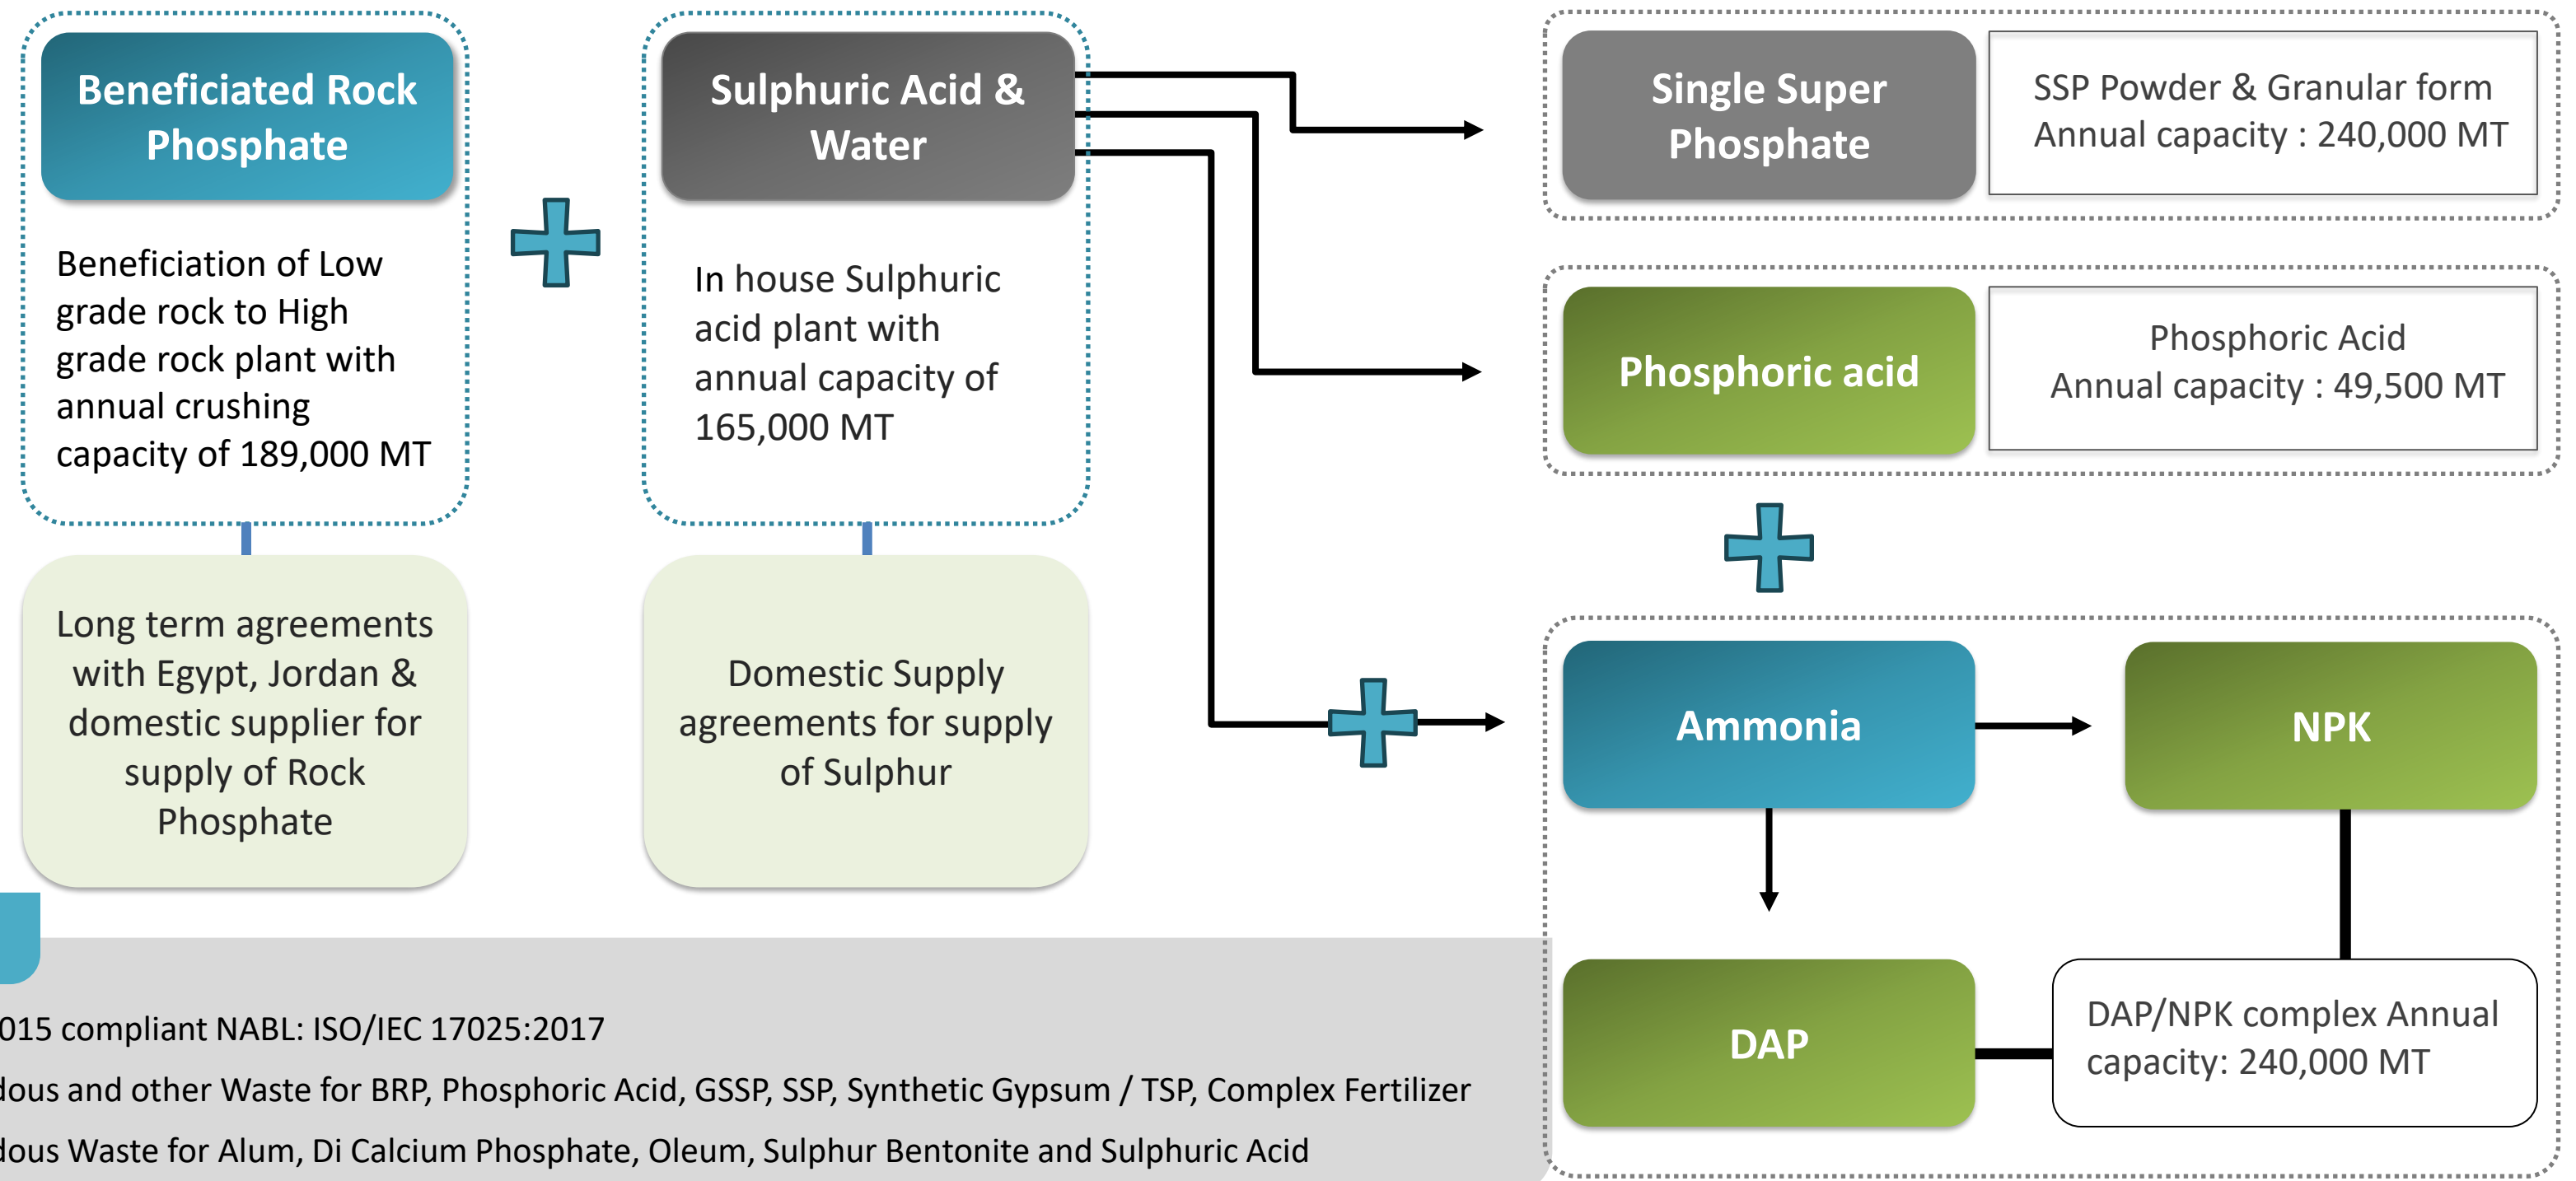 Beneficiated Rock
Phosphate
Beneficiation of Low
grade rock to High
grade rock plant with
annual crushing
capacity of 189,000 MT
Long term agreements
with Egypt, Jordan &
domestic supplier for
supply of Rock
Phosphate
Sulphuric Acid &
Water
In house Sulphuric
acid plant with
annual capacity of
165,000 MT
Domestic Supply
agreements for supply
of Sulphur
Single Super
Phosphate
SSP Powder & Granular form
Annual capacity : 240,000 MT
Phosphoric acid
Phosphoric Acid
Annual capacity : 49,500 MT
Ammonia
NPK
DAP
DAP/NPK complex Annual
capacity: 240,000 MT
015 compliant NABL: ISO/IEC 17025:2017
dous and other Waste for BRP, Phosphoric Acid, GSSP, SSP, Synthetic Gypsum / TSP, Complex Fertilizer
dous Waste for Alum, Di Calcium Phosphate, Oleum, Sulphur Bentonite and Sulphuric Acid